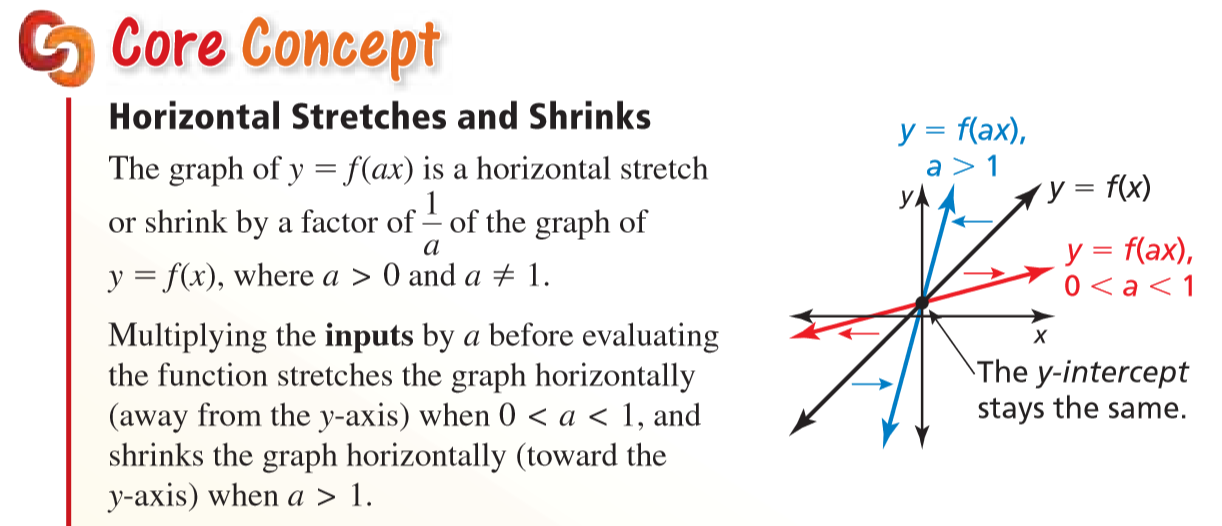 Core Concept
Horizontal Stretches and Shrinks
The graph of y = f(ax) is a horizontal stretch
or shrink by a factor of 1/a of the graph of
y = f(x), where a > 0 and a ≠ 1.
Multiplying the inputs by a before evaluating
the function stretches the graph horizontally
(away from the y-axis) when 0 < a < 1, and
shrinks the graph horizontally (toward the
y-axis) when a > 1.
y = f(ax),
a > 1
y
y = f(x)
y = f(ax),
0 < a < 1
x
The y-intercept
stays the same.